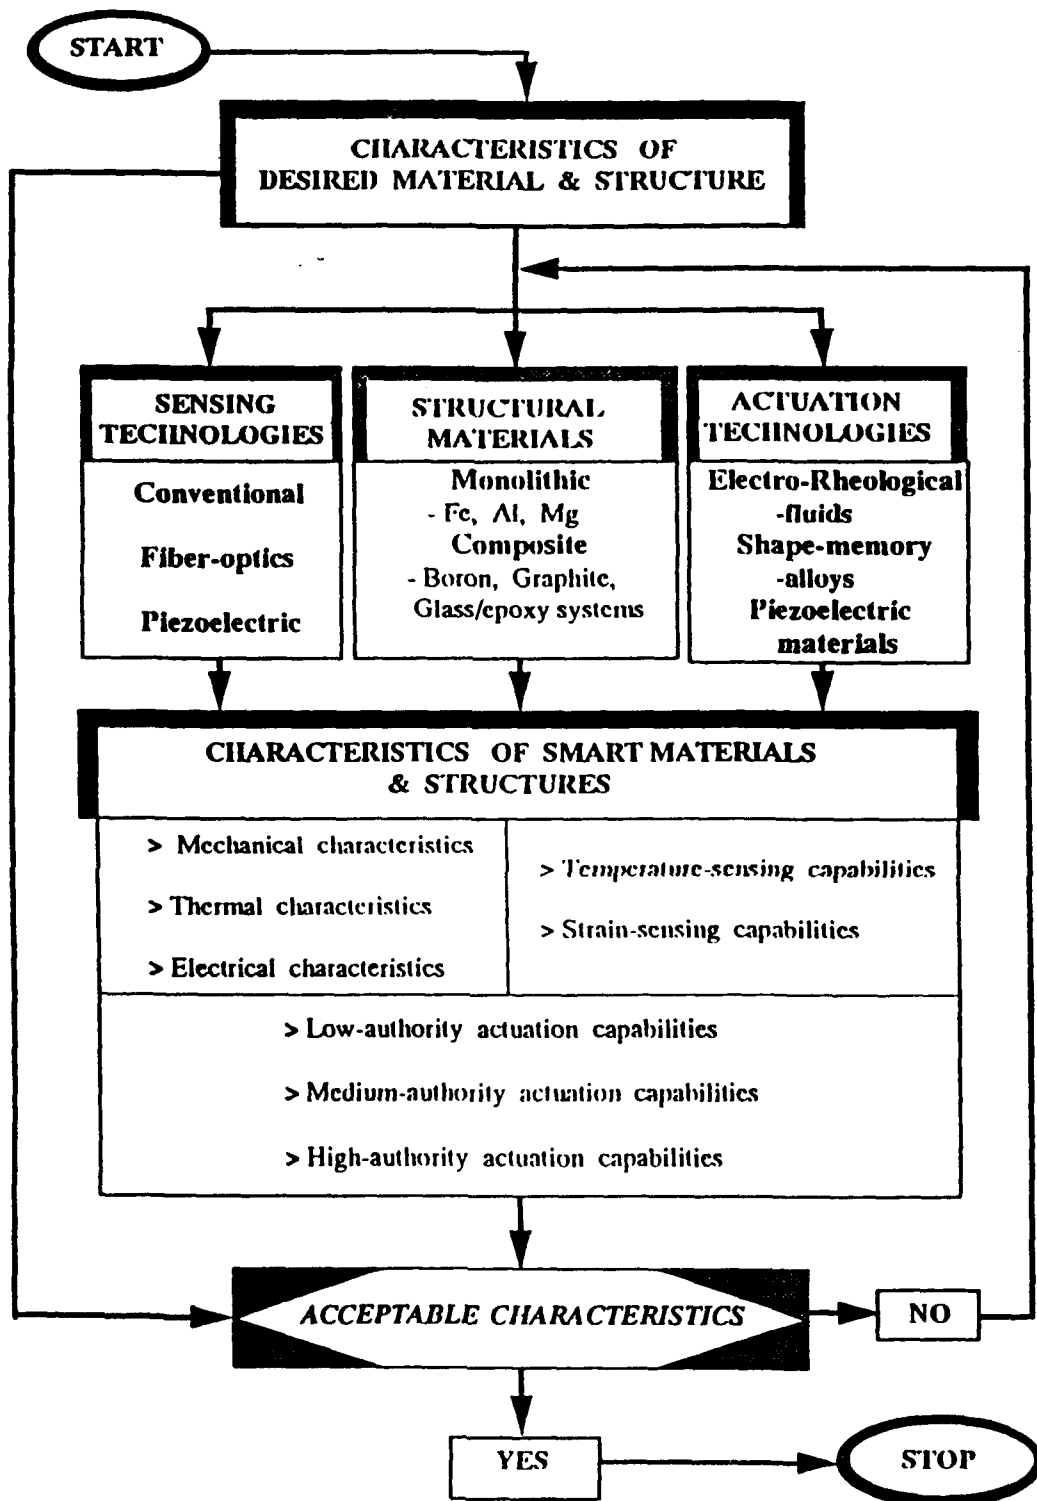 START
CHARACTERISTICS OF
DESIRED MATERIAL & STRUCTURE
SENSING
TECHNOLOGIES
Conventional
Fiber-optics
Piezoelectric
STRUCTURAL
MATERIALS
Monolithic
- Fe, Al, Mg
Composite
- Boron, Graphite,
Glass/epoxy systems
ACTUATION
TECHNOLOGIES
Electro-Rheological
-fluids
Shape-memory
-alloys
Piezoelectric
materials
CHARACTERISTICS OF SMART MATERIALS
& STRUCTURES
> Mechanical characteristics
> Thermal characteristics
> Electrical characteristics
> Temperature-sensing capabilities
> Strain-sensing capabilities
> Low-authority actuation capabilities
> Medium-authority actuation capabilities
> High-authority actuation capabilities
ACCEPTABLE CHARACTERISTICS
NO
YES
STOP